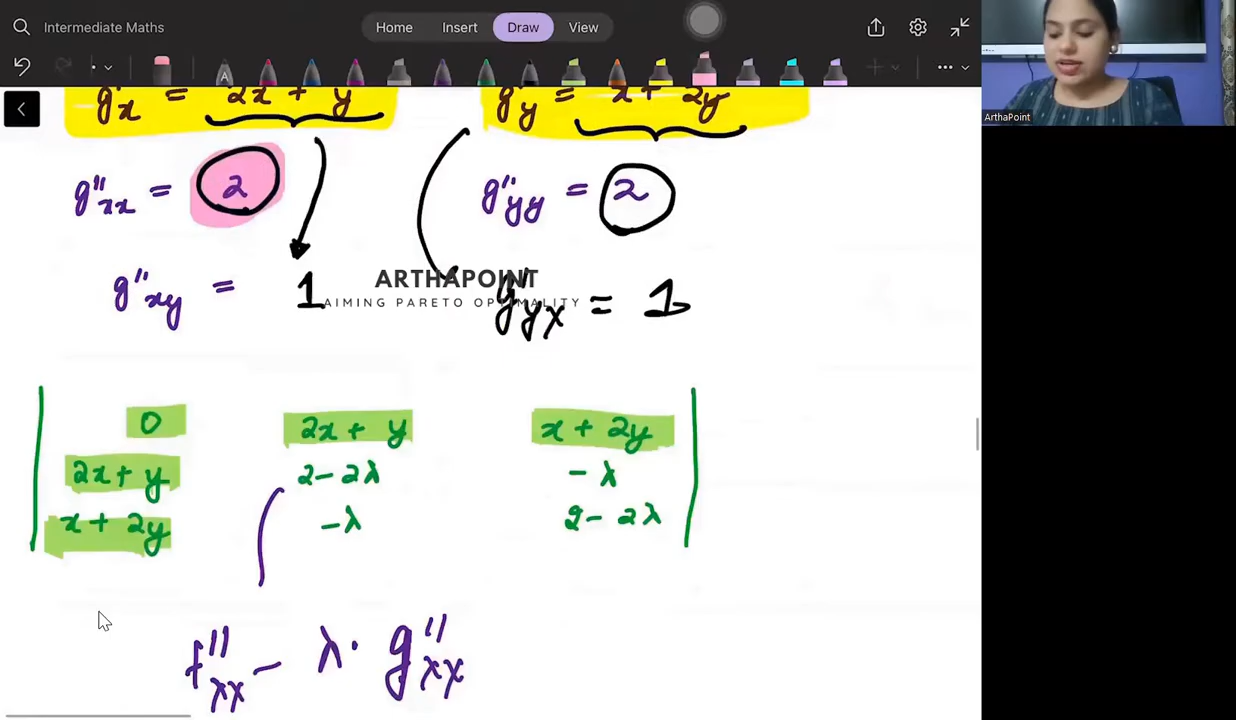 Intermediate Maths
Home Insert Draw View
ArthaPoint
g'x = 2x + y
g'y = x + 2y
g''xx = 2
g''yy = 2
g''xy = 1
ARTHAPOINT
AIMING PARETO OPTIMALITY
g''yx = 1
0 2x + y x + 2y
2x + y 2 - 2λ - λ
x + 2y - λ 2 - 2λ
f''xx - λ · g''xx